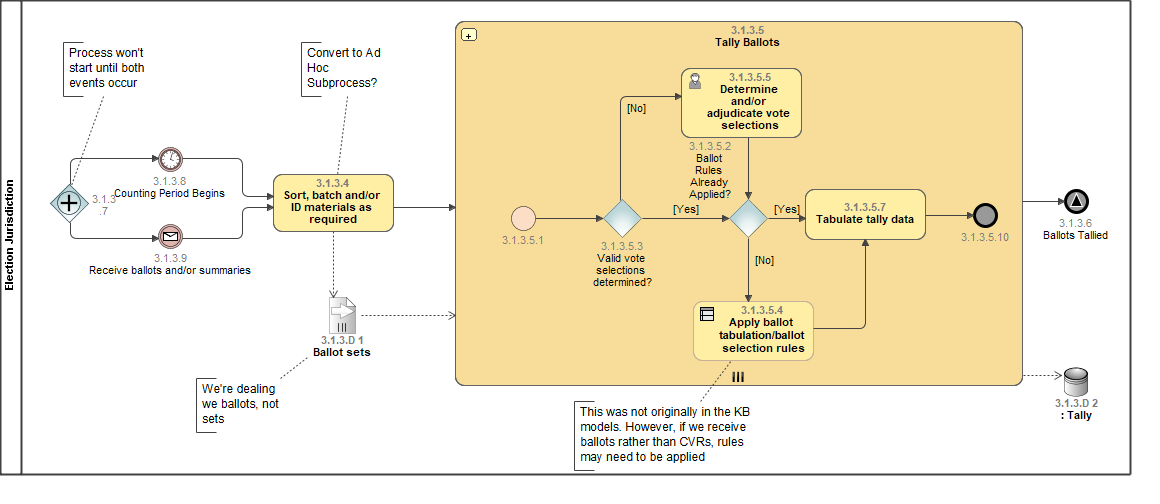 Election Jurisdiction
Process won't
start until both
events occur
3.1.3
.7
3.1.3.8
Counting Period Begins
3.1.3.9
Receive ballots and/or summaries
Convert to Ad
Hoc
Subprocess?
3.1.3.4
Sort, batch and/or
ID materials as
required
3.1.3.D 1
Ballot sets
We're dealing
we ballots, not
sets
3.1.3.5
Tally Ballots
3.1.3.5.1
3.1.3.5.3
Valid vote
selections
determined?
[No]
[Yes]
3.1.3.5.5
Determine
and/or
adjudicate vote
selections
3.1.3.5.2
Ballot
Rules
Already
Applied?
[Yes]
[No]
3.1.3.5.7
Tabulate tally data
3.1.3.5.4
Apply ballot
tabulation/ballot
selection rules
3.1.3.5.10
This was not originally in the KB
models. However, if we receive
ballots rather than CVRs, rules
may need to be applied
3.1.3.6
Ballots Tallied
3.1.3.D 2
: Tally